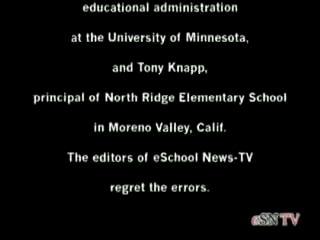 educational administration
at the University of Minnesota,
and Tony Knapp,
principal of North Ridge Elementary School
in Moreno Valley, Calif.
The editors of eSchool News-TV
regret the errors.
eSN TV